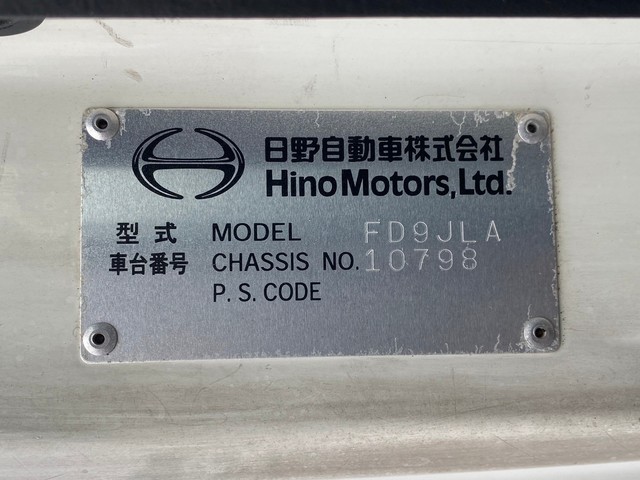 日野自動車株式会社
Hino Motors, Ltd.
型式 MODEL FD9JLA
車台番号 CHASSIS NO. 10798
P. S. CODE